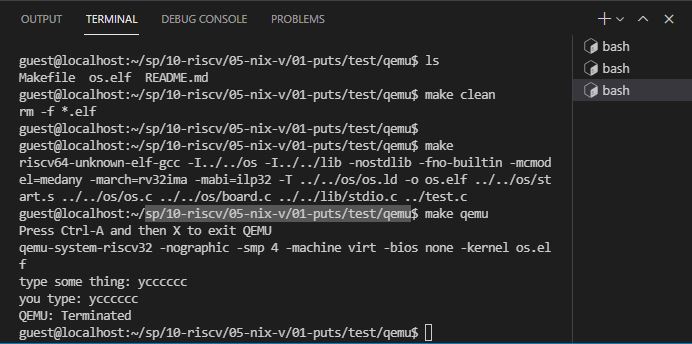 OUTPUT TERMINAL DEBUG CONSOLE PROBLEMS
guest@localhost:~/sp/10-riscv/05-nix-v/01-puts/test/qemu$ ls
Makefile  os.elf  README.md
guest@localhost:~/sp/10-riscv/05-nix-v/01-puts/test/qemu$ make clean
rm -f *.elf
guest@localhost:~/sp/10-riscv/05-nix-v/01-puts/test/qemu$
guest@localhost:~/sp/10-riscv/05-nix-v/01-puts/test/qemu$ make
riscv64-unknown-elf-gcc -I../../os -I../../lib -nostdlib -fno-builtin -mcmod
el=medany -march=rv32ima -mabi=ilp32 -T ../../os/os.ld -o os.elf ../../os/st
art.s ../../os/os.c ../../os/board.c ../../lib/stdio.c ../test.c
guest@localhost:~/sp/10-riscv/05-nix-v/01-puts/test/qemu$ make qemu
Press Ctrl-A and then X to exit QEMU
qemu-system-riscv32 -nographic -smp 4 -machine virt -bios none -kernel os.el
f
type some thing: ycccccc
you type: ycccccc
QEMU: Terminated
guest@localhost:~/sp/10-riscv/05-nix-v/01-puts/test/qemu$
bash
bash
bash